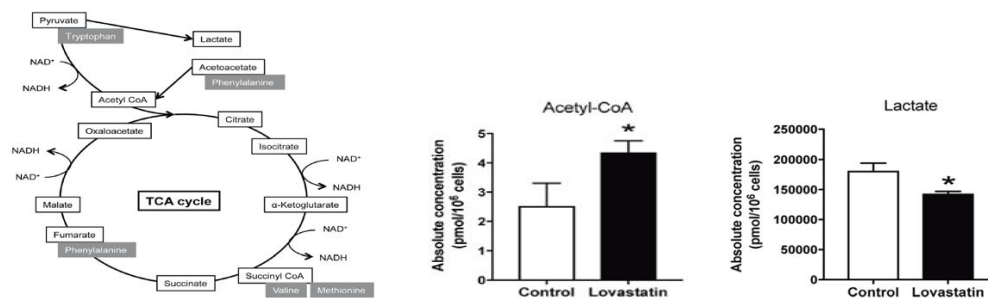 Pyruvate
Tryptophan
Lactate
NAD⁺
NADH
Acetoacetate
Phenylalanine
Acetyl CoA
Oxaloacetate
Citrate
Isocitrate
NADH
NAD⁺
NAD⁺
NADH
Malate
TCA cycle
α-Ketoglutarate
Fumarate
Phenylalanine
NAD⁺
NADH
Succinate
Succinyl CoA
Valine
Methionine
Acetyl-CoA
Absolute concentration
(pmol/10⁶ cells)
5
4
3
2
1
0
*
Control
Lovastatin
Lactate
Absolute concentration
(pmol/10⁶ cells)
250000
200000
150000
100000
50000
0
*
Control
Lovastatin